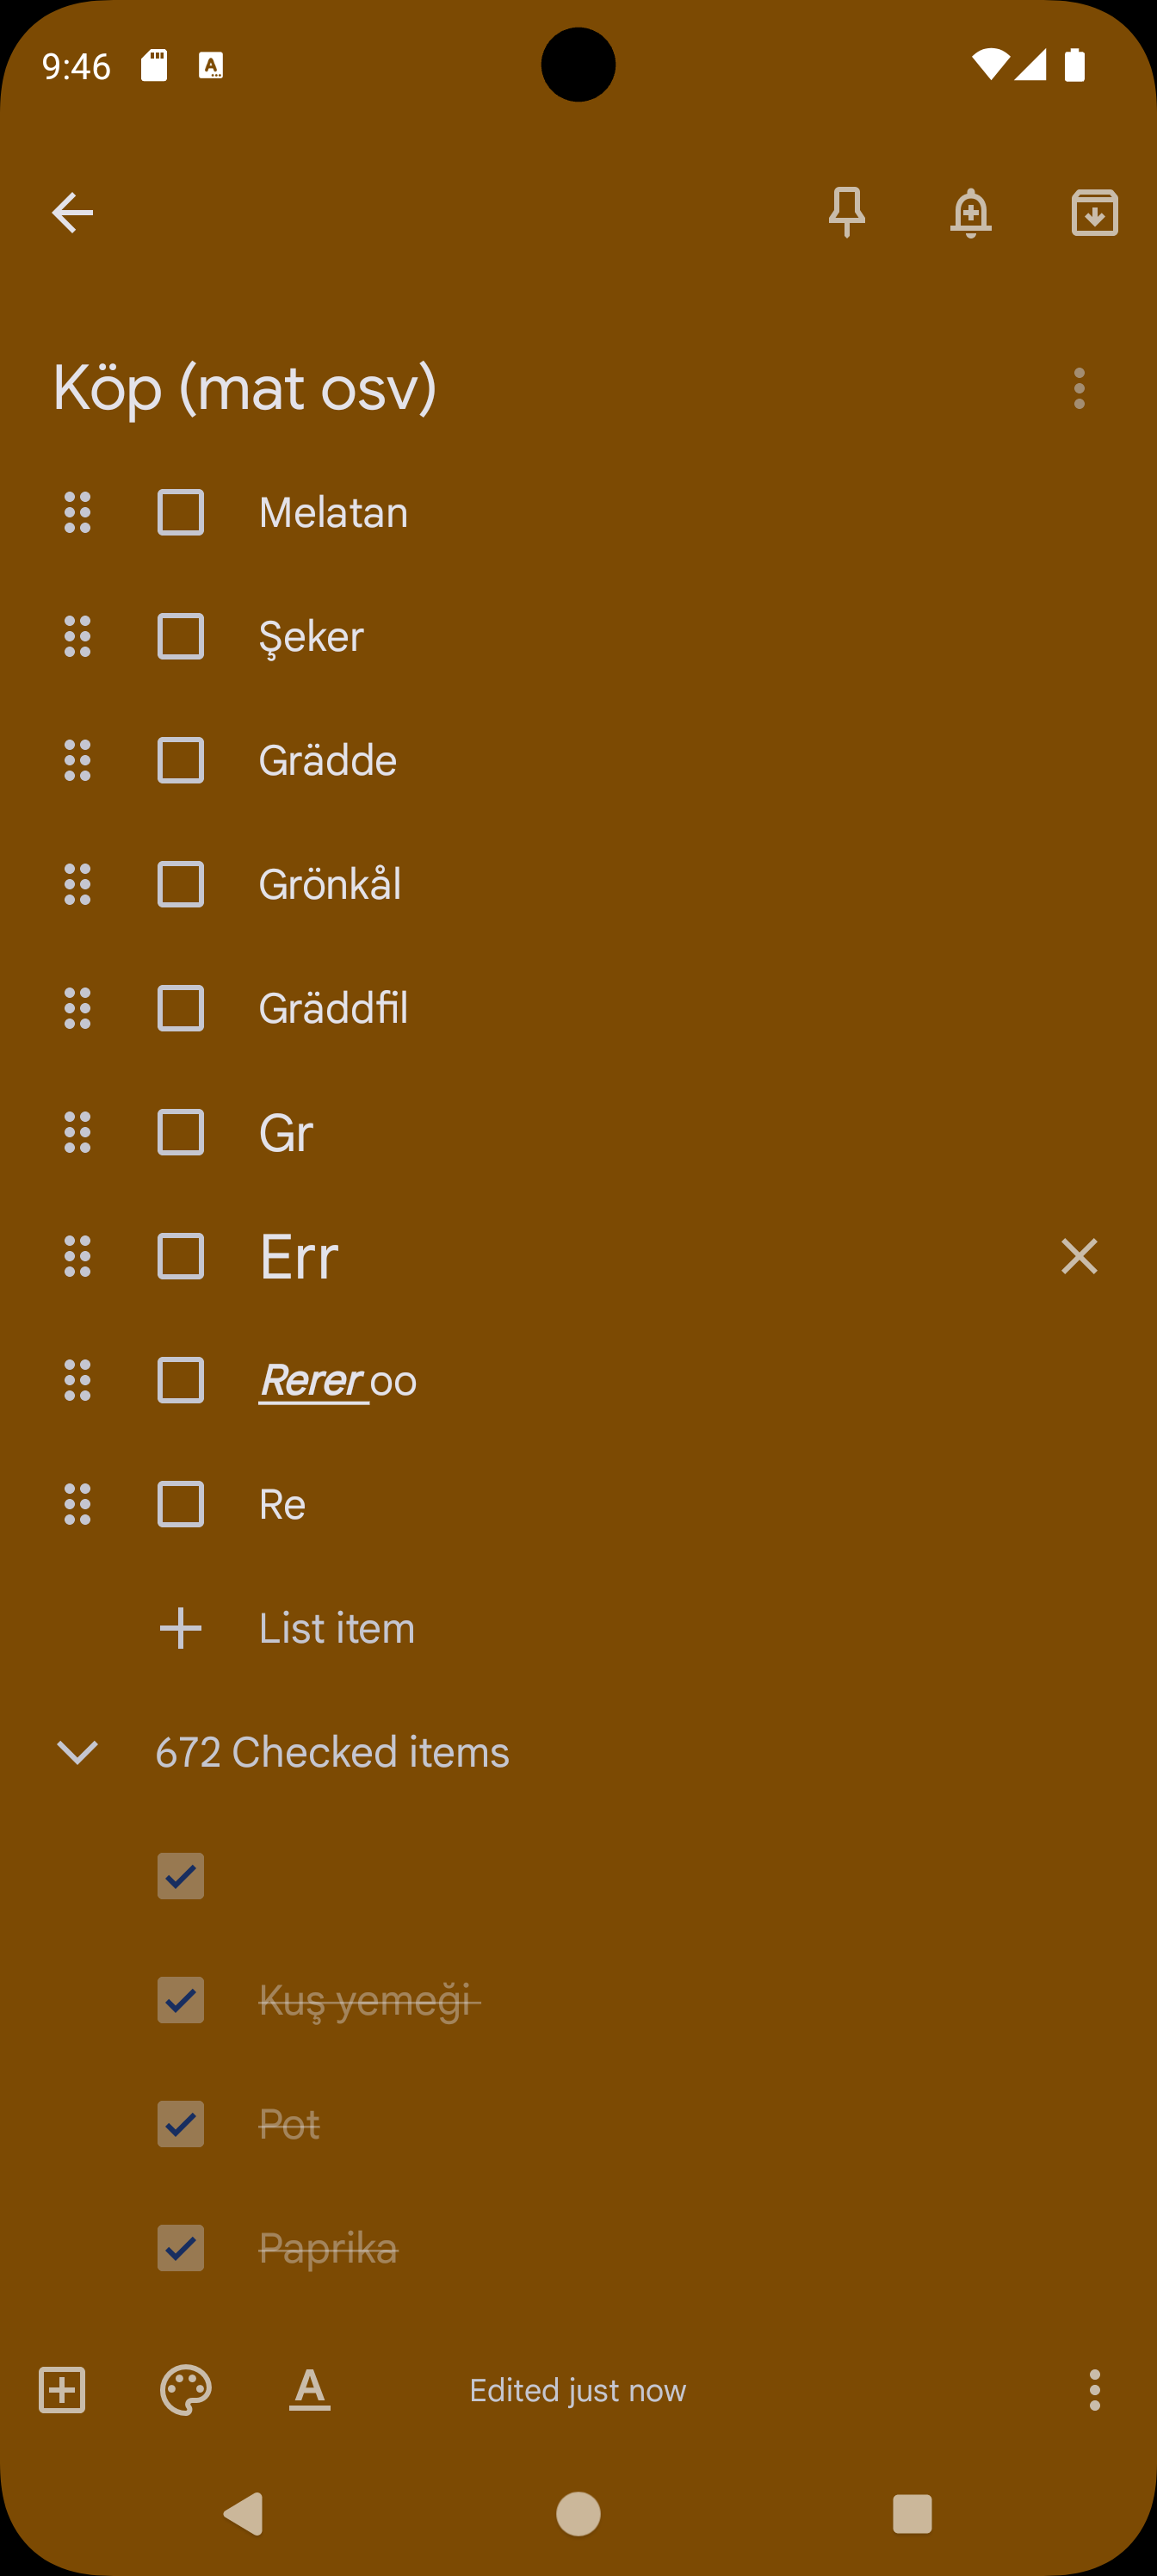 9:46
Köp (mat osv)
Melatan
Şeker
Grädde
Grönkål
Gräddfil
Gr
Err
Rerer oo
Re
List item
672 Checked items
Kuş yemeği
Pot
Paprika
A
Edited just now